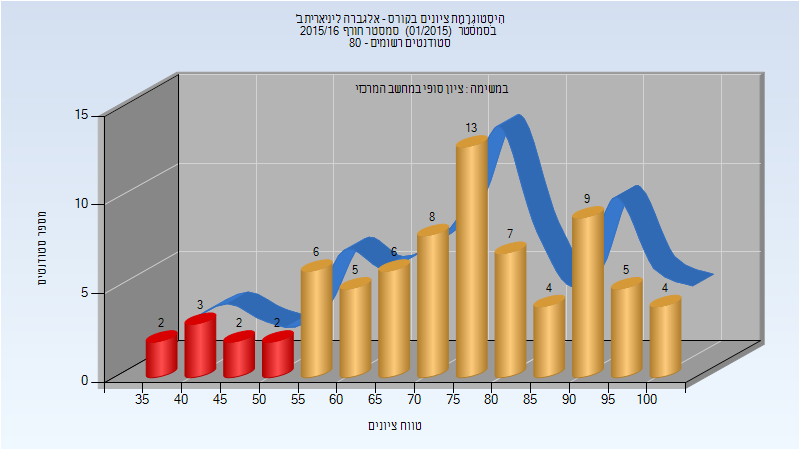 היסטוגרמת ציונים בקורס - אלגברה ליניארית ב'
בסמסטר (01/2015) סמסטר חורף 2015/16
סטודנטים רשומים - 80
במשימה : ציון סופי במחשב המרכזי
מספר סטודנטים
15
10
5
0
2
3
2
2
6
5
6
8
13
7
4
9
5
4
35 40 45 50 55 60 65 70 75 80 85 90 95 100
טווח ציונים